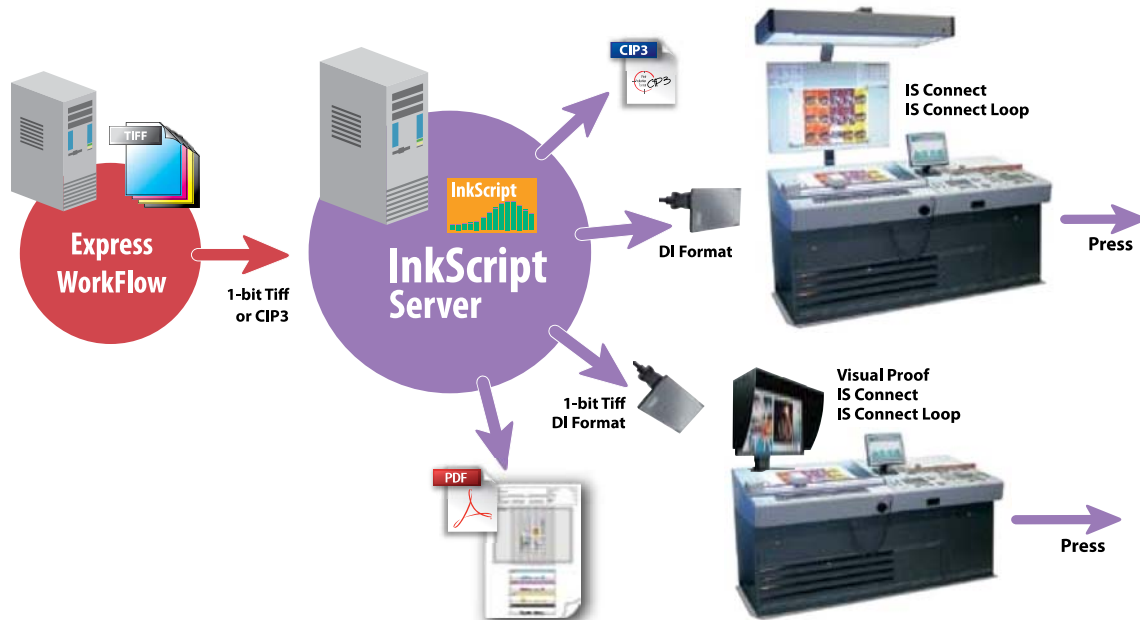 TIFF
Express
WorkFlow
1-bit Tiff
or CIP3
InkScript
InkScript
Server
CIP3
CIP3
DI Format
1-bit Tiff
DI Format
PDF
IS Connect
IS Connect Loop
Press
Visual Proof
IS Connect
IS Connect Loop
Press